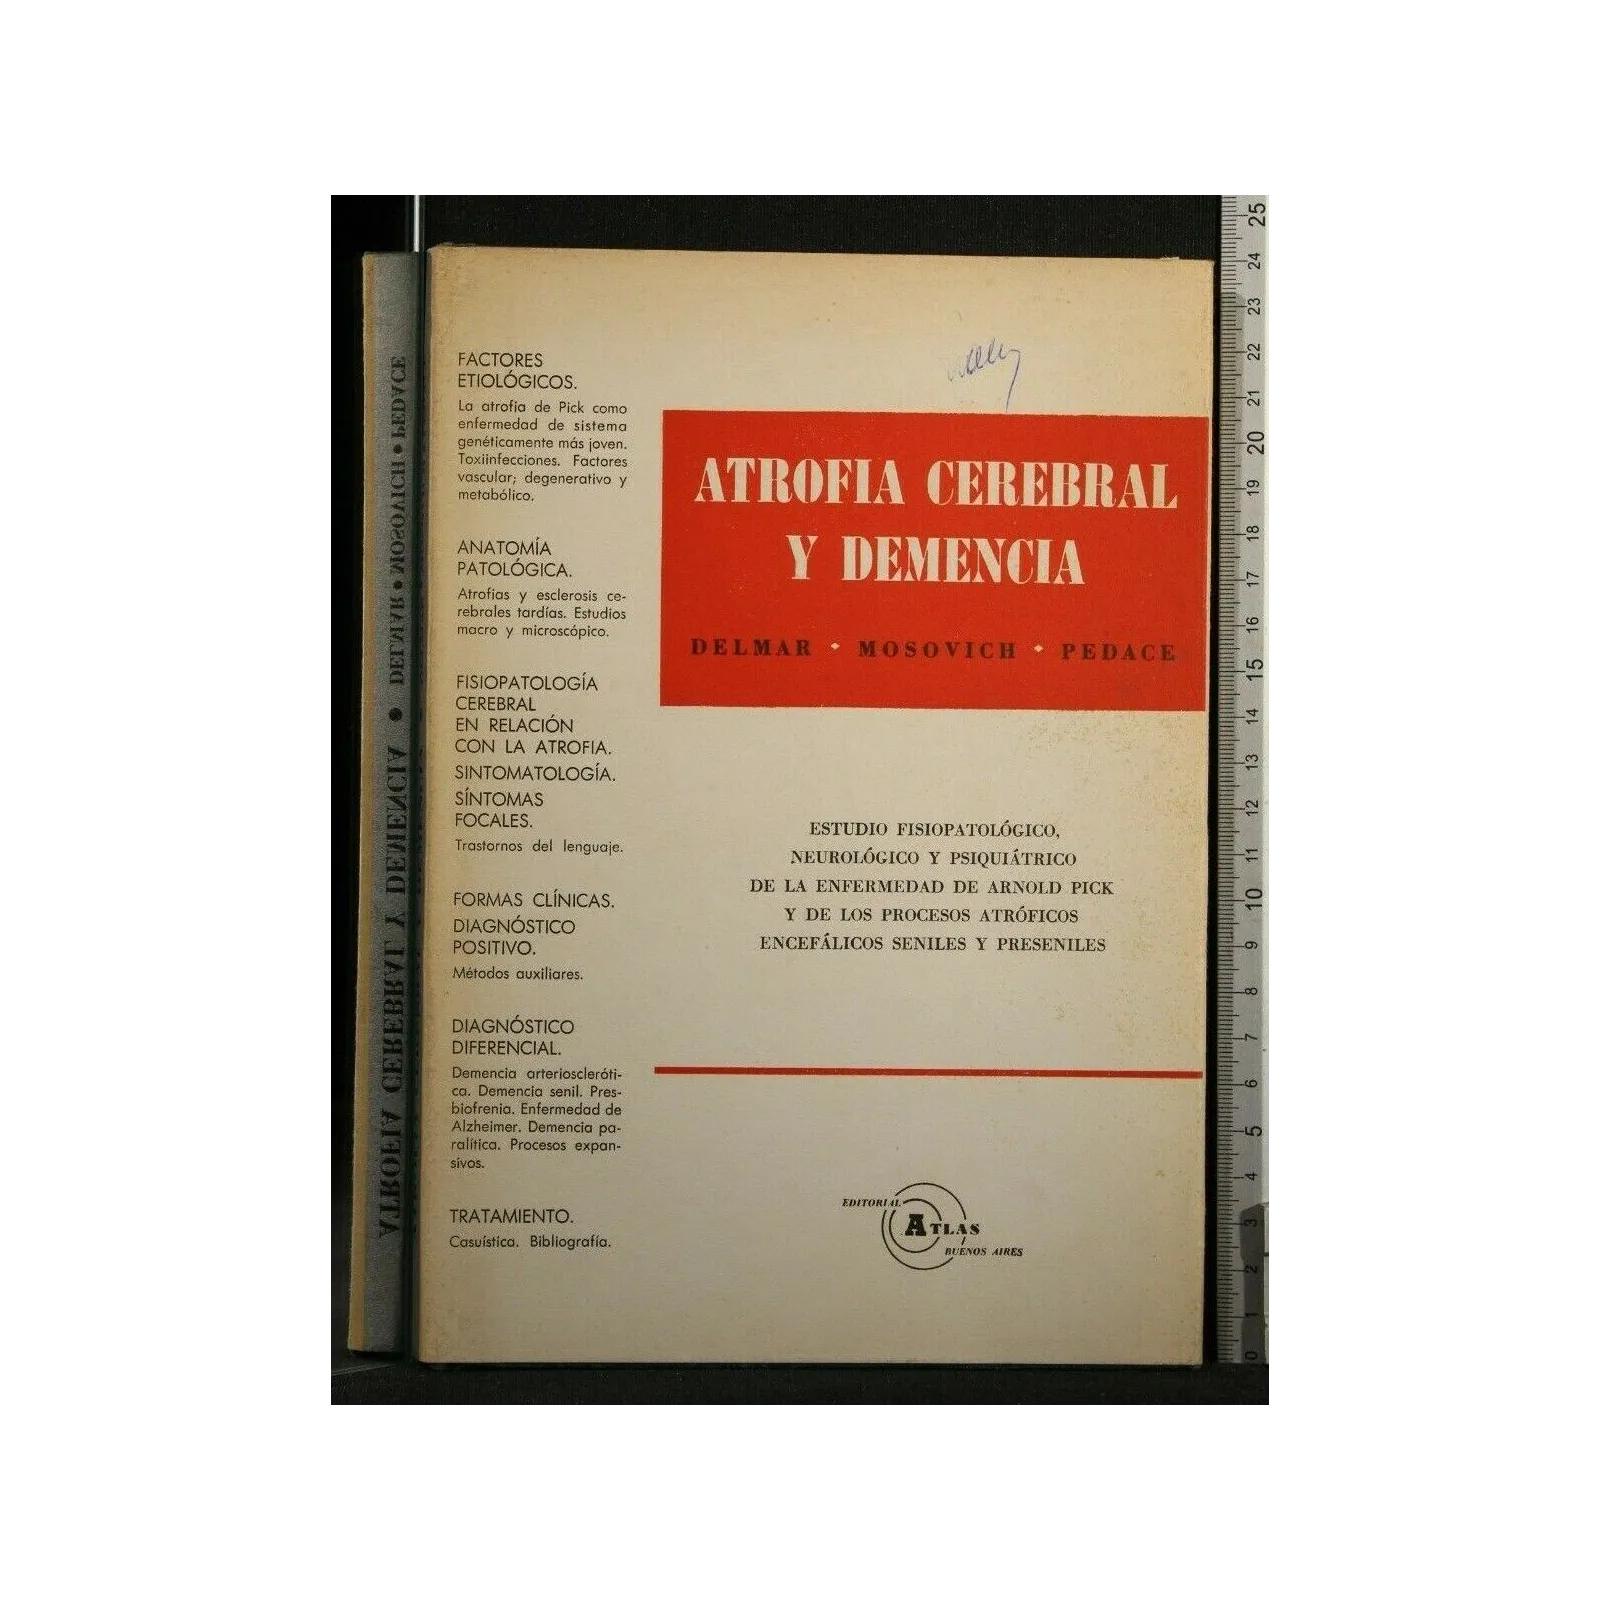 FACTORES
ETIOLÓGICOS.
La atrofia de Pick como
enfermedad de sistema
genéticamente más joven.
Toxiinfecciones. Factores
vascular; degenerativo y
metabólico.
ANATOMÍA
PATOLÓGICA.
Atrofias y esclerosis ce-
rebrales tardías. Estudios
macro y microscópico.
FISIOPATOLOGÍA
CEREBRAL
EN RELACIÓN
CON LA ATROFIA.
SINTOMATOLOGÍA.
SÍNTOMAS
FOCALES.
Trastornos del lenguaje.
FORMAS CLÍNICAS.
DIAGNÓSTICO
POSITIVO.
Métodos auxiliares.
DIAGNÓSTICO
DIFERENCIAL.
Demencia arterioscleróti-
ca. Demencia senil. Pres-
biofrenia. Enfermedad de
Alzheimer. Demencia pa-
ralítica. Procesos expan-
sivos.
TRATAMIENTO.
Casuística. Bibliografía.
ATROFIA CEREBRAL
Y DEMENCIA
DELMAR • MOSOVICH • PEDACE
ESTUDIO FISIOPATOLÓGICO,
NEUROLÓGICO Y PSIQUIÁTRICO
DE LA ENFERMEDAD DE ARNOLD PICK
Y DE LOS PROCESOS ATRÓFICOS
ENCEFÁLICOS SENILES Y PRESENILES
EDITORIAL
ATLAS
BUENOS AIRES
ATROFIA CEREBRAL Y DEMENCIA • DELMAR • MOSOVICH • PEDACE
25
24
23
22
21
20
19
18
17
16
15
14
13
12
11
10
9
8
7
6
5
4
3
2
1
0